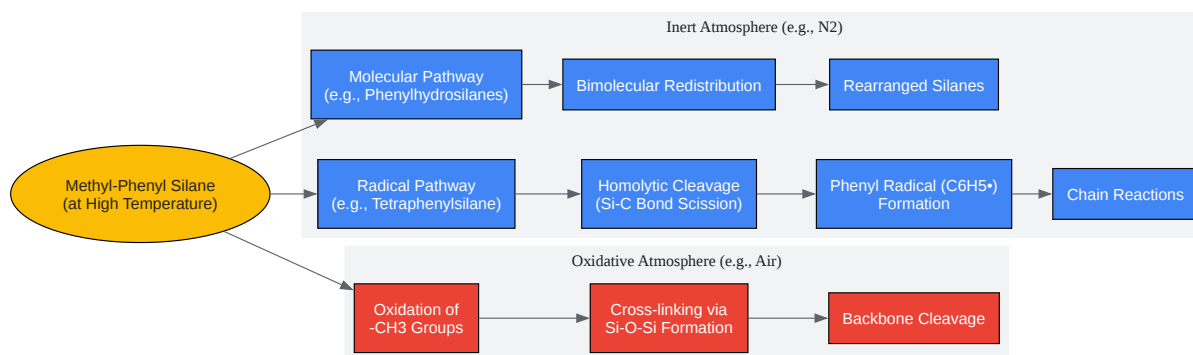 Inert Atmosphere (e.g., N2)
Molecular Pathway
(e.g., Phenylhydrosilanes)
Bimolecular Redistribution
Rearranged Silanes
Methyl-Phenyl Silane
(at High Temperature)
Radical Pathway
(e.g., Tetraphenylsilane)
Homolytic Cleavage
(Si-C Bond Scission)
Phenyl Radical (C6H5•)
Formation
Chain Reactions
Oxidative Atmosphere (e.g., Air)
Oxidation of
-CH3 Groups
Cross-linking via
Si-O-Si Formation
Backbone Cleavage